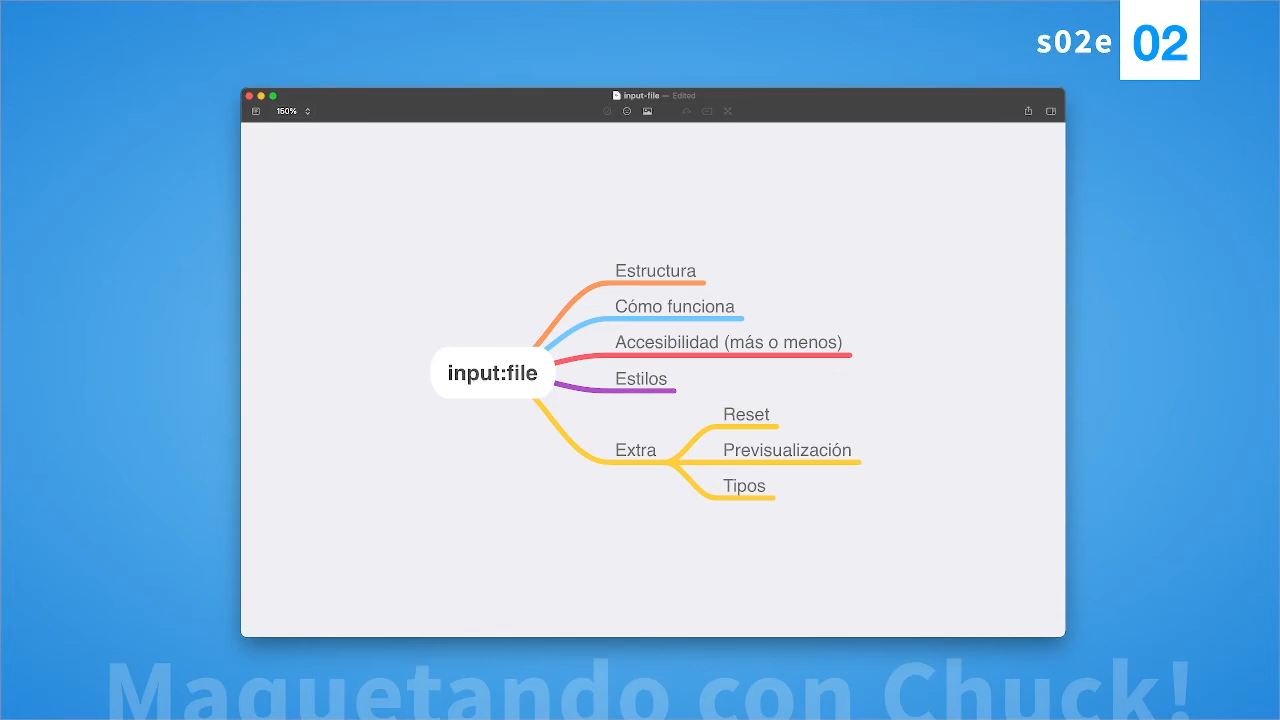 s02e 02
input-file — Edited
150%
Estructura
Cómo funciona
Accesibilidad (más o menos)
input:file
Estilos
Reset
Extra
Previsualización
Tipos
Maquetando con Chuck!